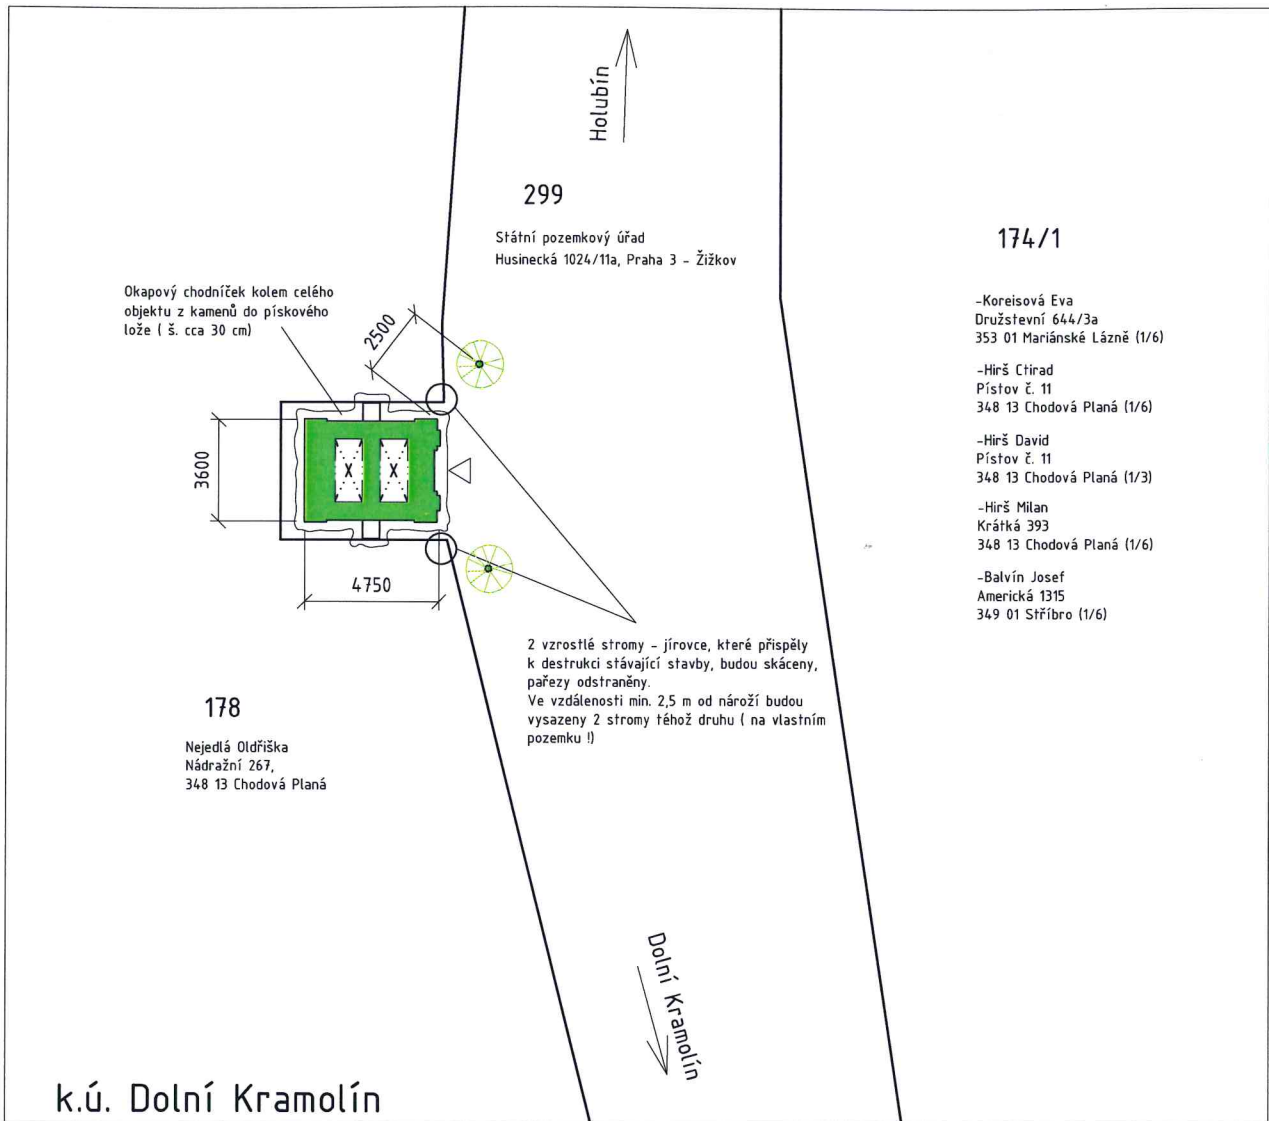 Holubín
299
Státní pozemkový úřad
Husinecká 1024/11a, Praha 3 - Žižkov
174/1
-Koreisová Eva
Družstevní 644/3a
353 01 Mariánské Lázně (1/6)
-Hirš Ctirad
Pístov č. 11
348 13 Chodová Planá (1/6)
-Hirš David
Pístov č. 11
348 13 Chodová Planá (1/3)
-Hirš Milan
Krátká 393
348 13 Chodová Planá (1/6)
-Balvín Josef
Americká 1315
349 01 Stříbro (1/6)
Okapový chodníček kolem celého
objektu z kamenů do pískového
lože ( š. cca 30 cm)
2500
3600
X X
4750
2 vzrostlé stromy - jírovce, které přispěly
k destrukci stávající stavby, budou skáceny,
pařezy odstraněny.
Ve vzdálenosti min. 2,5 m od nároží budou
vysazeny 2 stromy téhož druhu ( na vlastním
pozemku !)
178
Nejedlá Oldřiška
Nádražní 267,
348 13 Chodová Planá
Dolní Kramolín
k.ú. Dolní Kramolín